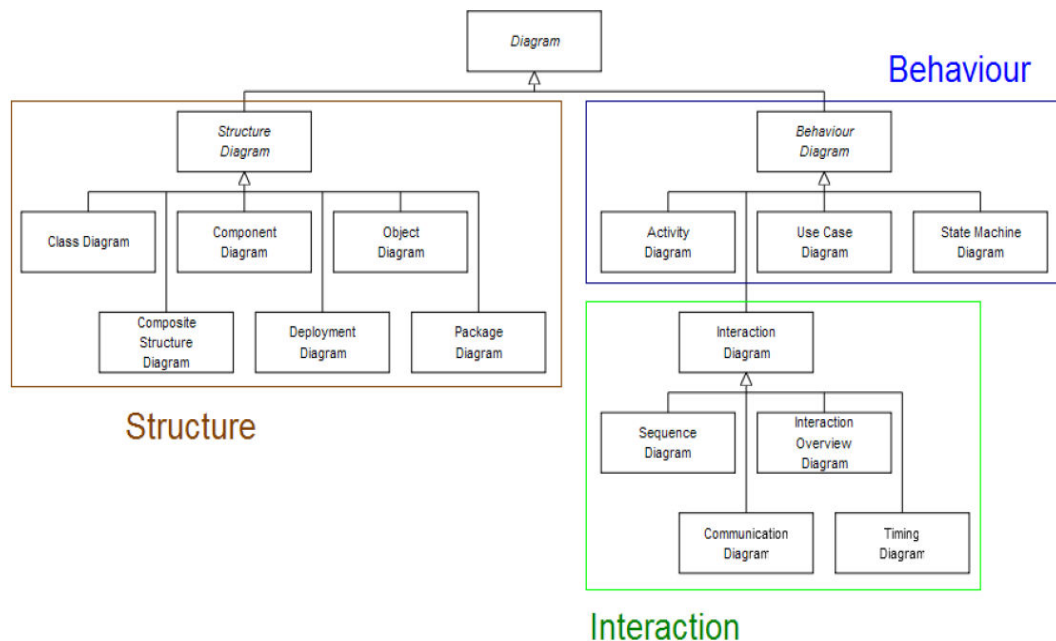 Diagram
Behaviour
Structure
Diagram
Behaviour
Diagram
Class Diagram
Component
Diagram
Object
Diagram
Activity
Diagram
Use Case
Diagram
State Machine
Diagram
Composite
Structure
Diagram
Deployment
Diagram
Package
Diagram
Interaction
Diagram
Structure
Sequence
Diagram
Interaction
Overview
Diagram
Communication
Diagram
Timing
Diagram
Interaction